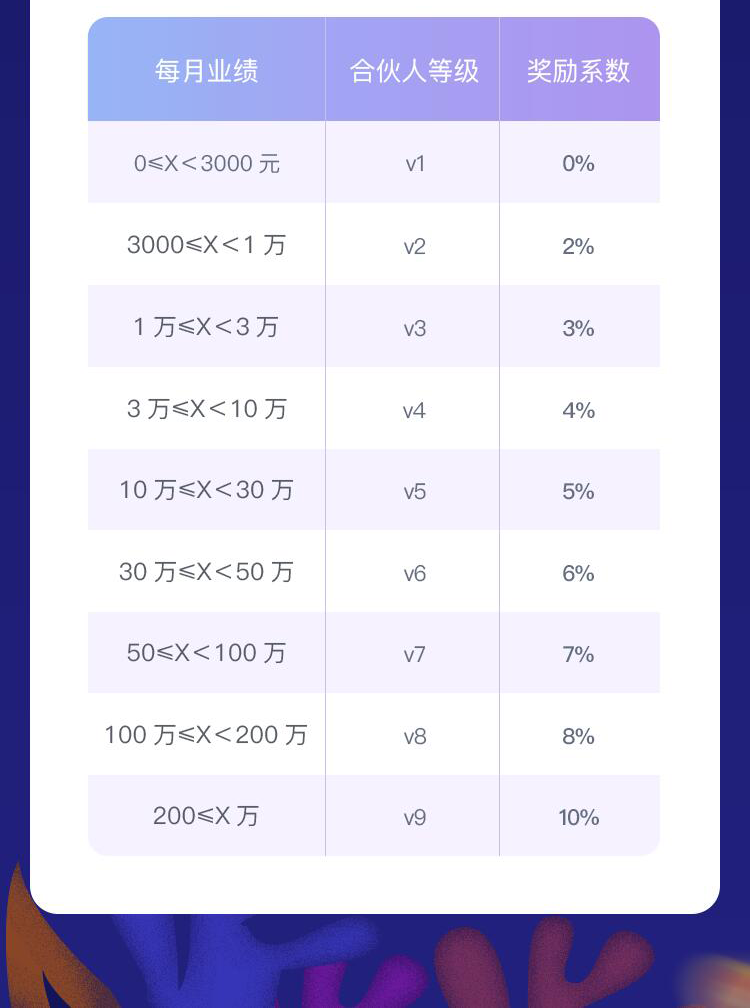 每月业绩 合伙人等级 奖励系数
0≤X＜3000 元 v1 0%
3000≤X＜1 万 v2 2%
1 万≤X＜3 万 v3 3%
3 万≤X＜10 万 v4 4%
10 万≤X＜30 万 v5 5%
30 万≤X＜50 万 v6 6%
50≤X＜100 万 v7 7%
100 万≤X＜200 万 v8 8%
200≤X 万 v9 10%